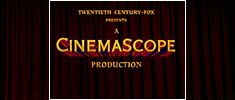 TWENTIETH CENTURY-FOX
PRESENTS
A
CINEMASCOPE
PRODUCTION